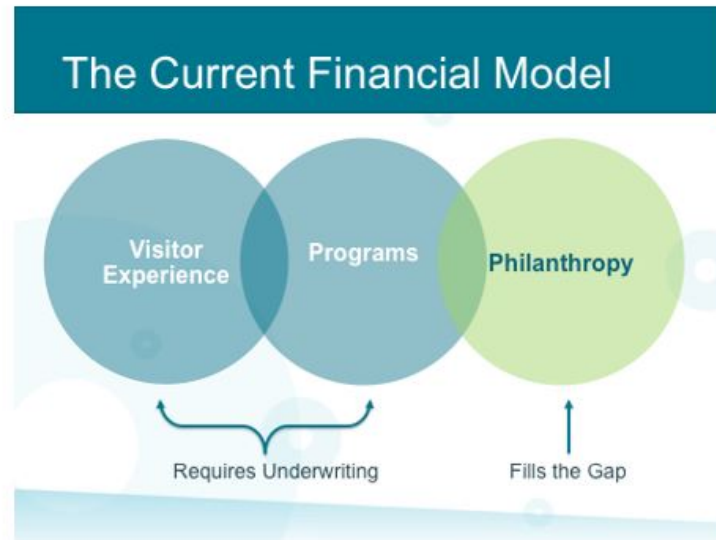 The Current Financial Model
Visitor
Experience
Programs
Philanthropy
Requires Underwriting
Fills the Gap